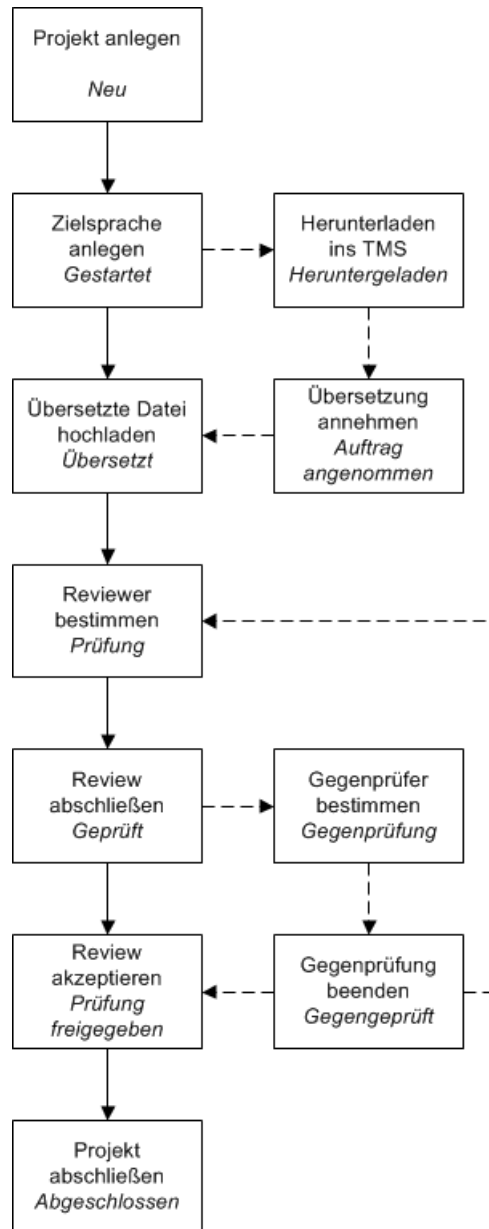 Projekt anlegen
Neu
Zielsprache
anlegen
Gestartet
Herunterladen
ins TMS
Heruntergeladen
Übersetzte Datei
hochladen
Übersetzt
Übersetzung
annehmen
Auftrag
angenommen
Reviewer
bestimmen
Prüfung
Review
abschließen
Geprüft
Gegenprüfer
bestimmen
Gegenprüfung
Review
akzeptieren
Prüfung
freigegeben
Gegenprüfung
beenden
Gegengeprüft
Projekt
abschließen
Abgeschlossen